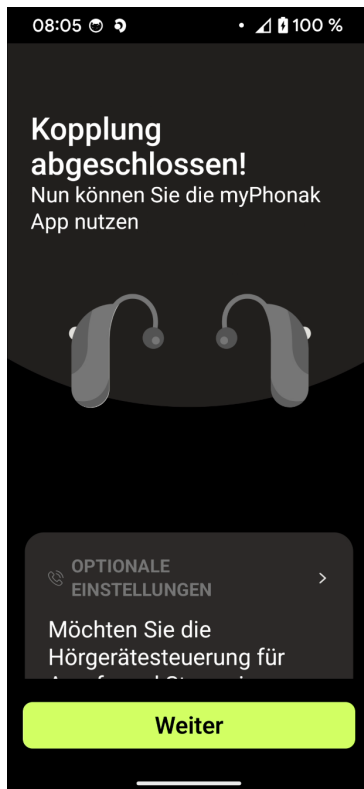 08:05 100 %
Kopplung
abgeschlossen!
Nun können Sie die myPhonak
App nutzen
OPTIONALE
EINSTELLUNGEN
Möchten Sie die
Hörgerätesteuerung für
Weiter